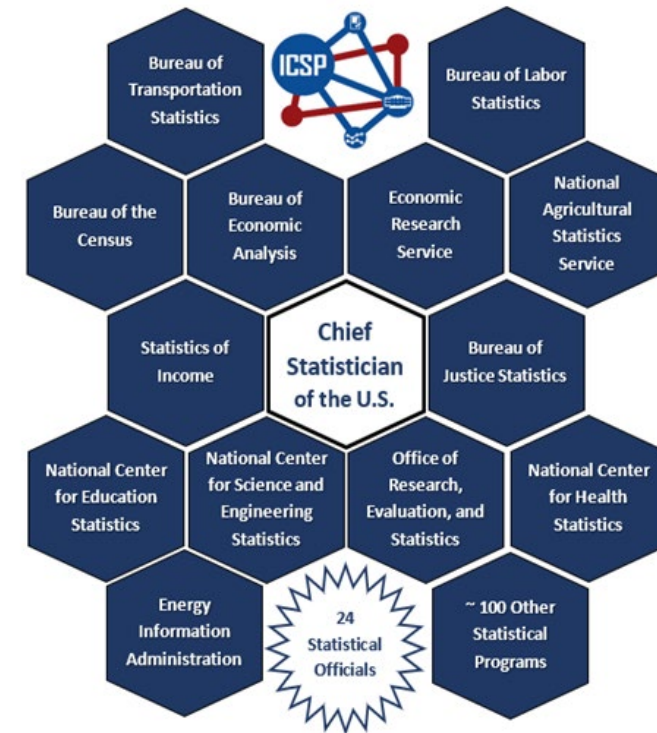 Bureau of
Transportation
Statistics
ICSP
Bureau of Labor
Statistics
Bureau of the
Census
Bureau of
Economic
Analysis
Economic
Research
Service
National
Agricultural
Statistics
Service
Statistics of
Income
Chief
Statistician
of the U.S.
Bureau of
Justice Statistics
National Center
for Education
Statistics
National Center
for Science and
Engineering
Statistics
Office of
Research,
Evaluation, and
Statistics
National Center
for Health
Statistics
Energy
Information
Administration
24
Statistical
Officials
~ 100 Other
Statistical
Programs